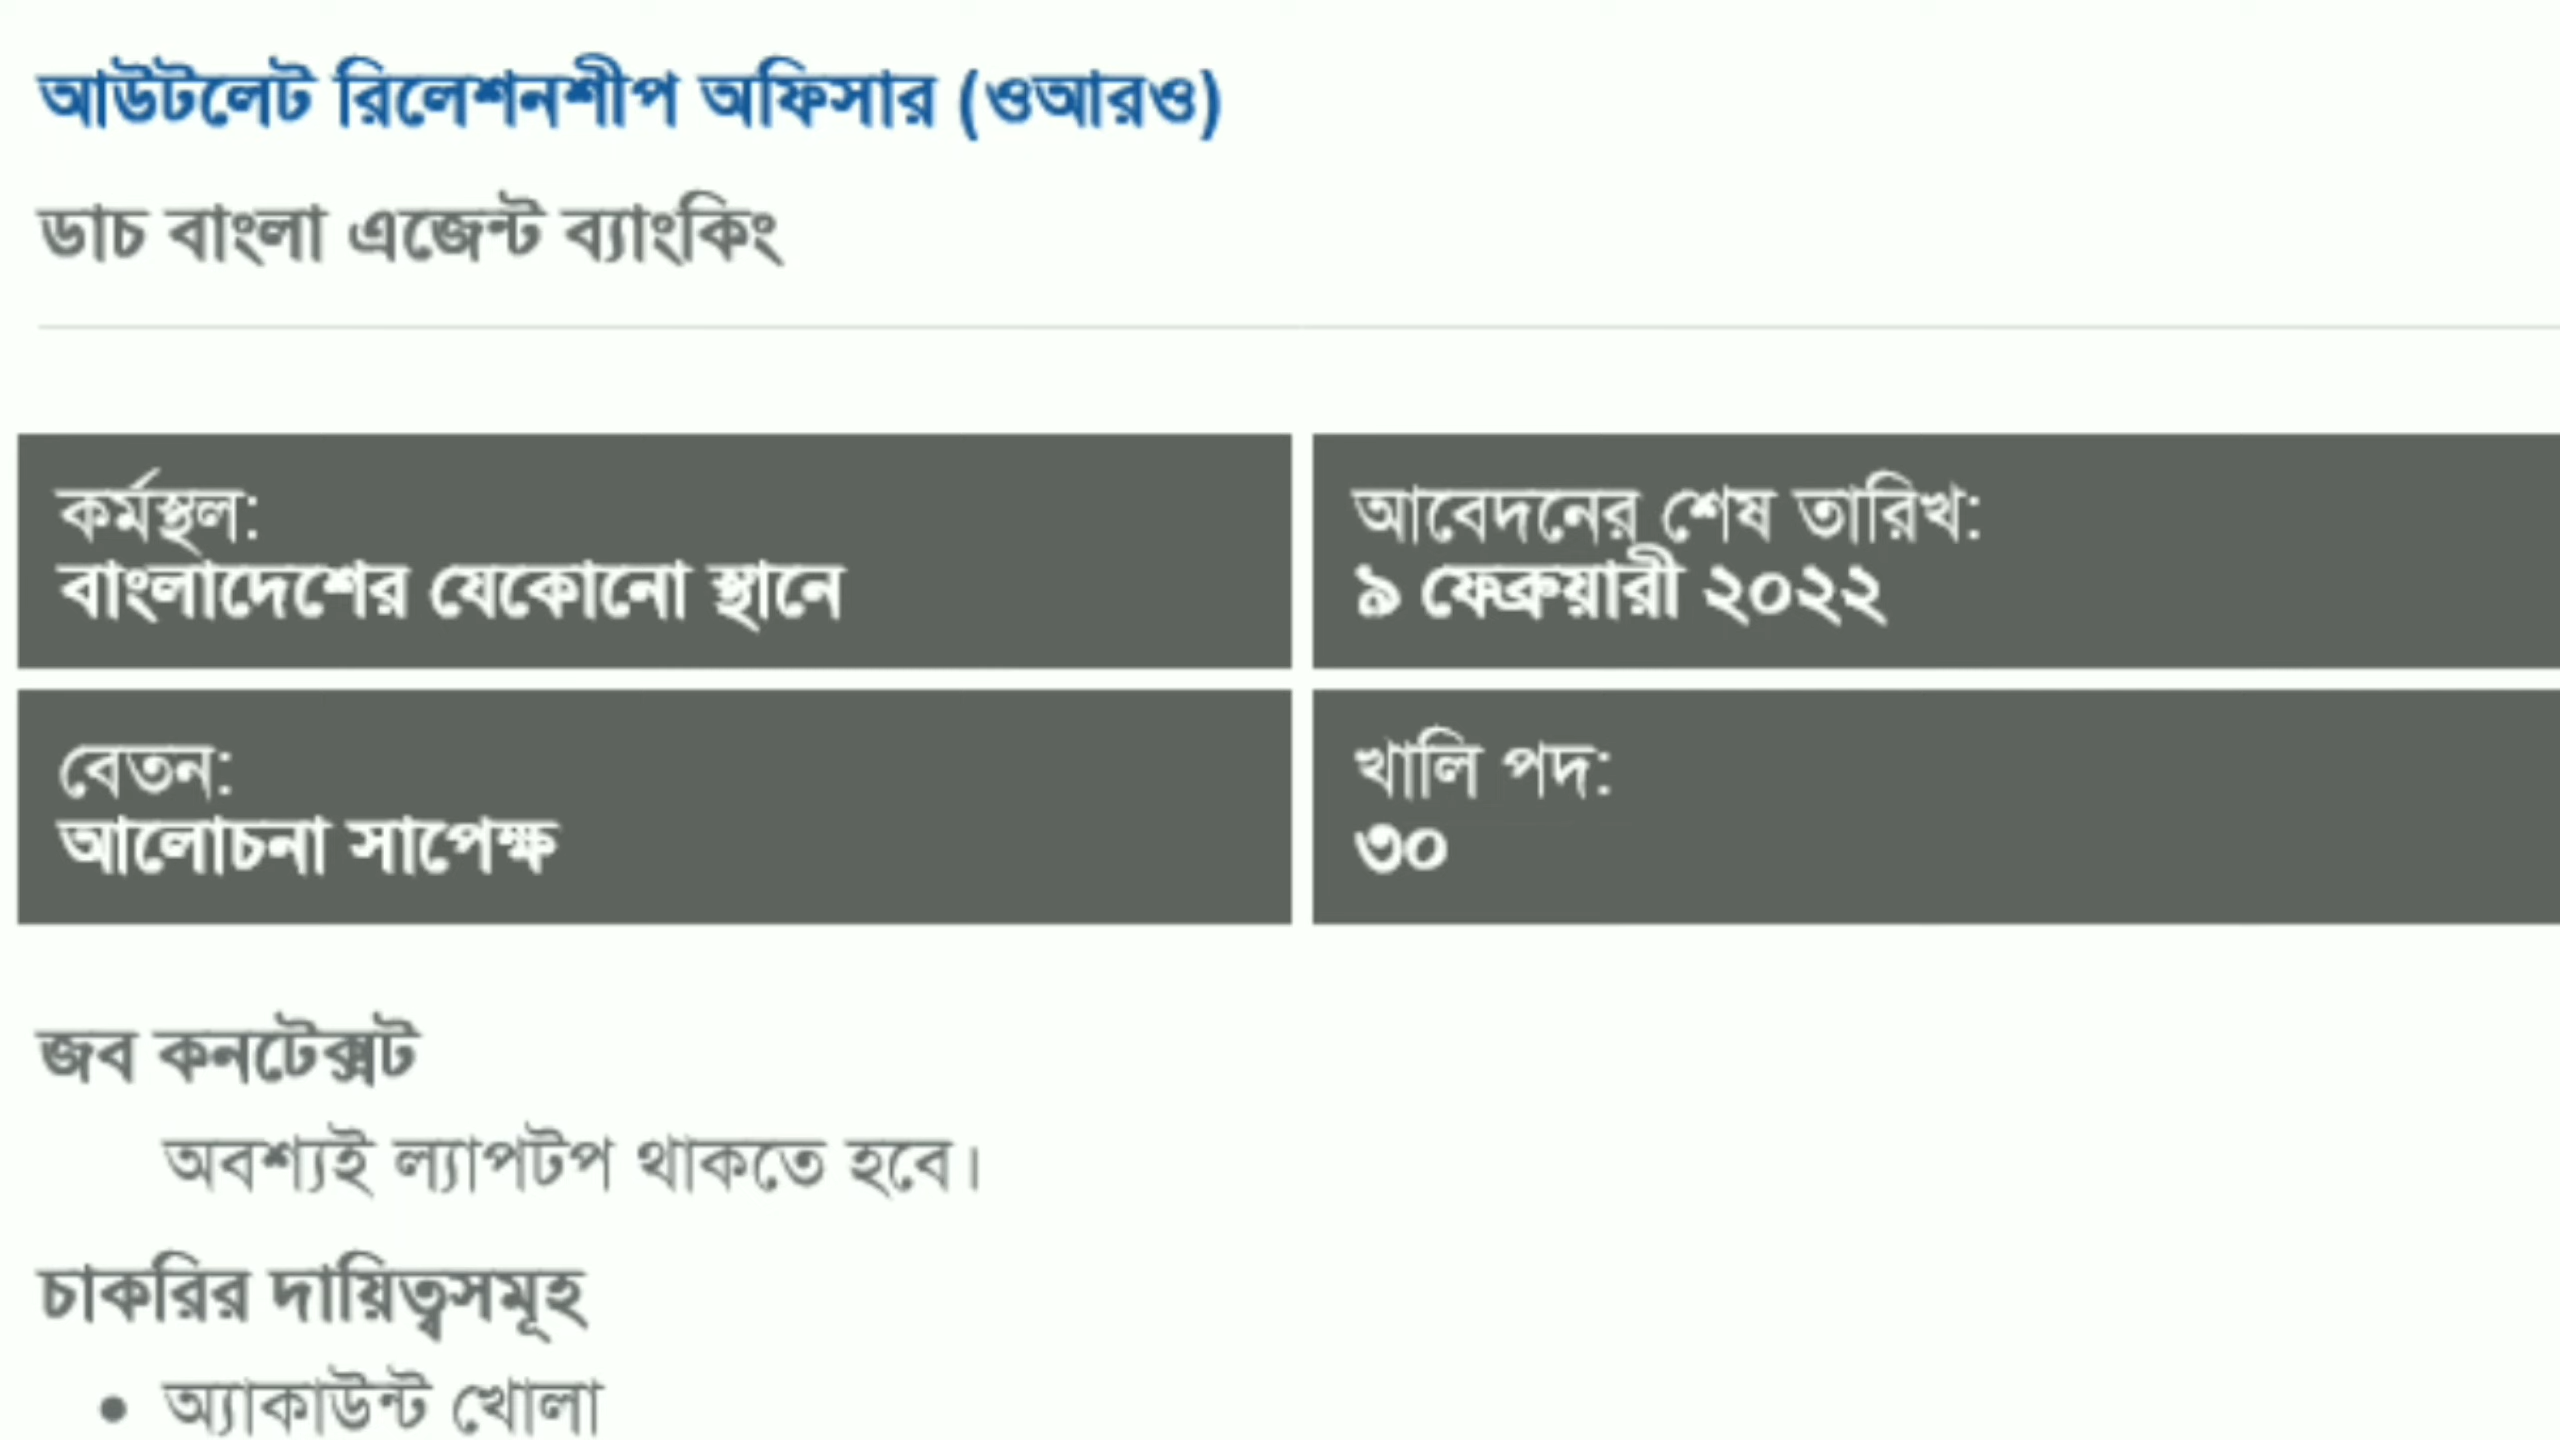 আউটলেট রিলেশনশীপ অফিসার (ওআরও)
ডাচ বাংলা এজেন্ট ব্যাংকিং
কর্মস্থল:
বাংলাদেশের যেকোনো স্থানে
আবেদনের শেষ তারিখ:
৯ ফেব্রুয়ারী ২০২২
বেতন:
আলোচনা সাপেক্ষ
খালি পদ:
৩০
জব কনটেক্সট
অবশ্যই ল্যাপটপ থাকতে হবে।
চাকরির দায়িত্বসমূহ
• অ্যাকাউন্ট খোলা